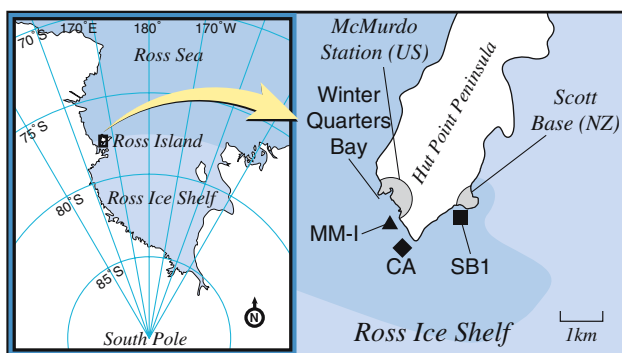 170˚E
180˚
170˚W
70˚S
Ross Sea
75˚S
Ross Island
80˚S
Ross Ice Shelf
85˚S
N
South Pole
McMurdo
Station (US)
Winter
Quarters
Bay
Hut Point Peninsula
Scott
Base (NZ)
MM-I
CA
SB1
Ross Ice Shelf
1km